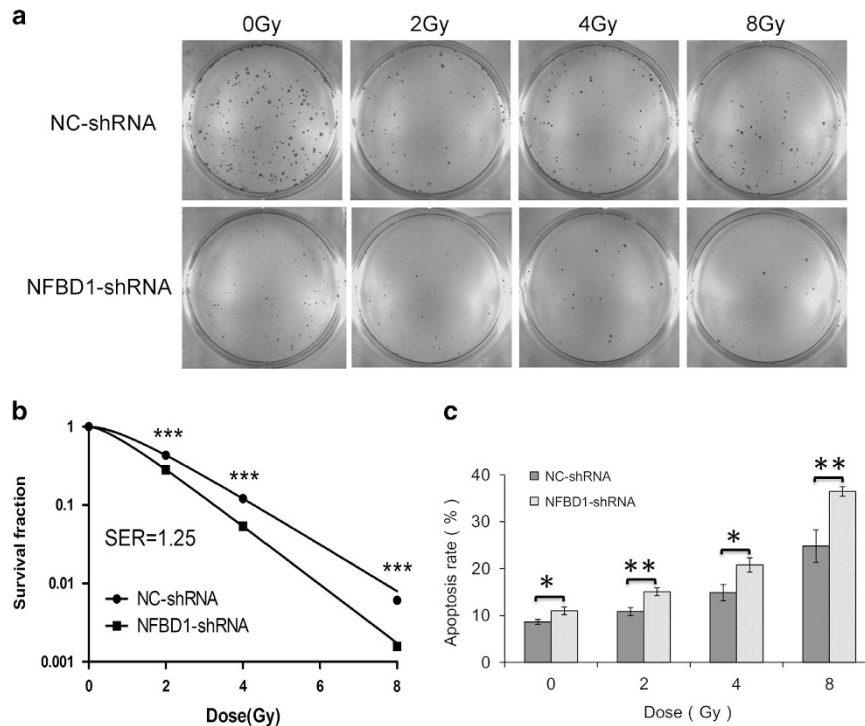 a
0Gy 2Gy 4Gy 8Gy
NC-shRNA
NFBD1-shRNA
b
1
0.1
0.01
0.001
Survival fraction
***
***
***
SER=1.25
NC-shRNA
NFBD1-shRNA
0 2 4 6 8
Dose(Gy)
c
40
30
20
10
0
Apoptosis rate ( % )
NC-shRNA
NFBD1-shRNA
*
**
*
**
0 2 4 8
Dose ( Gy )